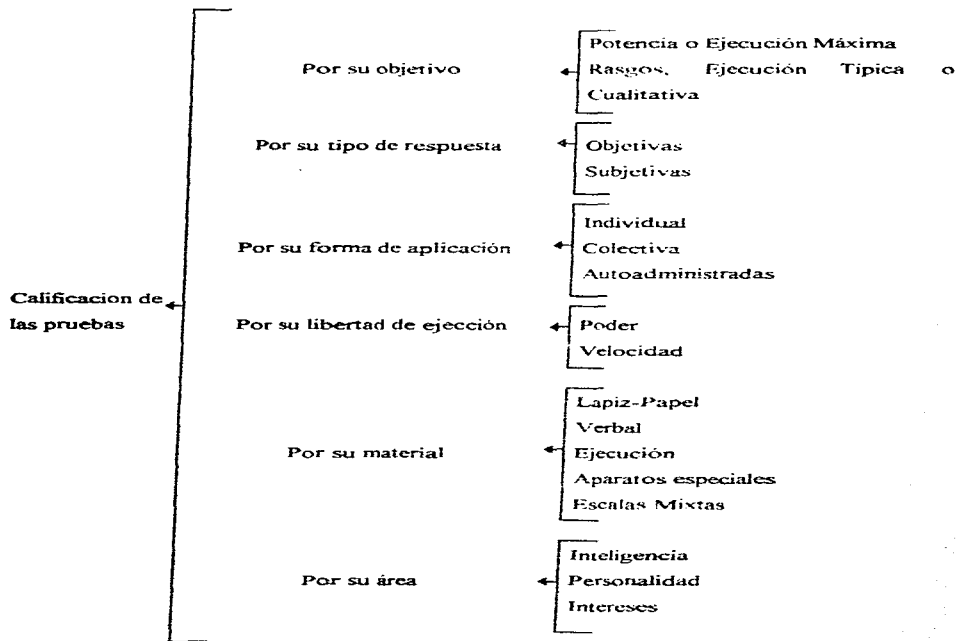 Calificacion de
las pruebas
Por su objetivo
Potencia o Ejecución Máxima
Rasgos, Ejecución Tipica o
Cualitativa
Por su tipo de respuesta
Objetivas
Subjetivas
Por su forma de aplicación
Individual
Colectiva
Autoadministradas
Por su libertad de ejección
Poder
Velocidad
Por su material
Lapiz-Papel
Verbal
Ejecución
Aparatos especiales
Escalas Mixtas
Por su área
Inteligencia
Personalidad
Intereses